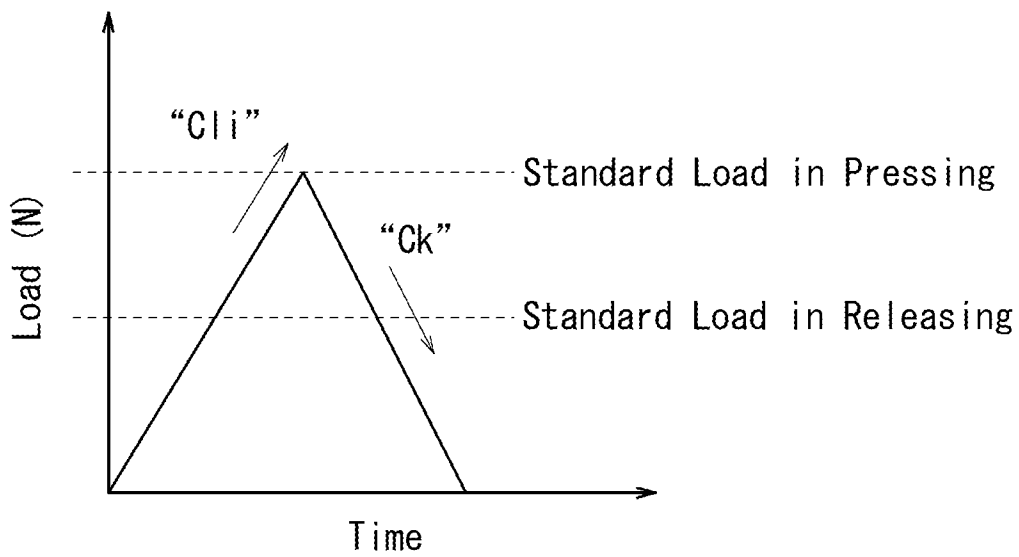 “Cli”
Standard Load in Pressing
“Ck”
Load (N)
Standard Load in Releasing
Time